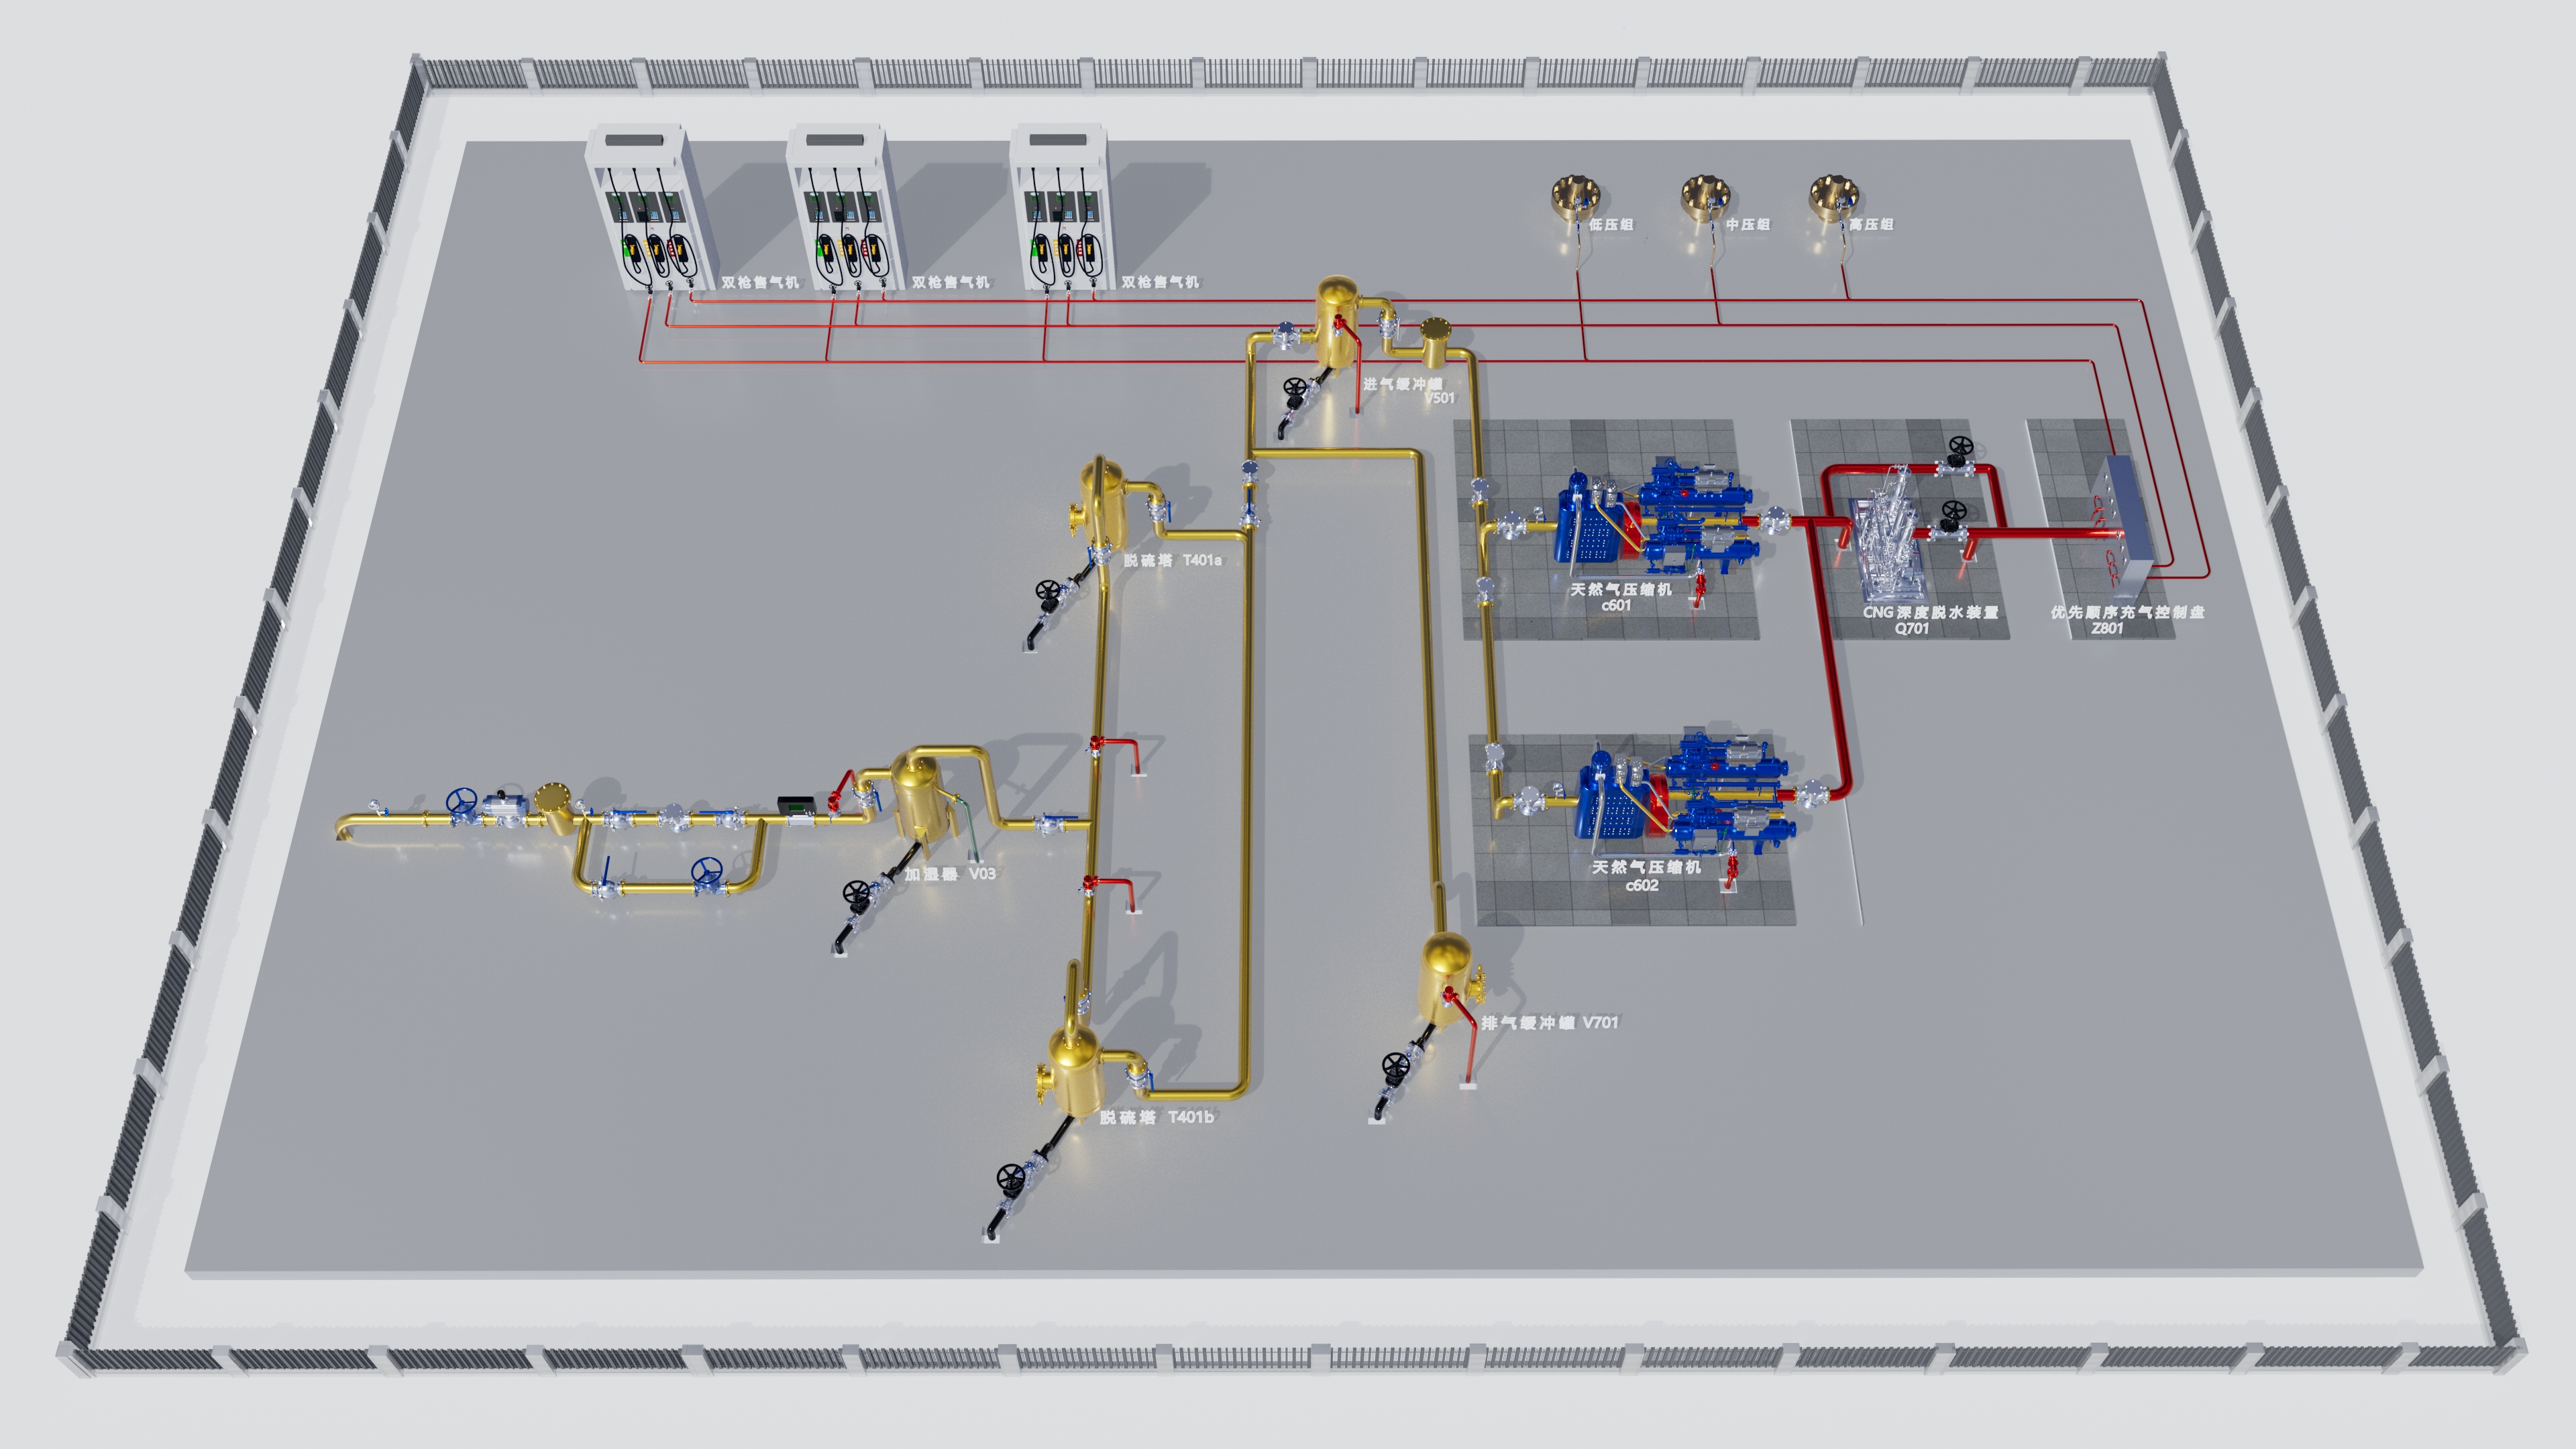 低压组
中压组
高压组
双枪售气机
双枪售气机
双枪售气机
进气缓冲罐
V501
脱硫塔 T401a
天然气压缩机
c601
CNG深度脱水装置
Q701
优先顺序充气控制盘
Z801
加湿器 V03
天然气压缩机
c602
排气缓冲罐 V701
脱硫塔 T401b